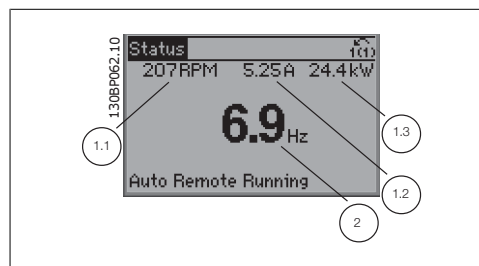 130BP062.10
Status
1(1)
207RPM 5.25A 24.4kW
6.9Hz
Auto Remote Running
1.1
1.3
1.2
2